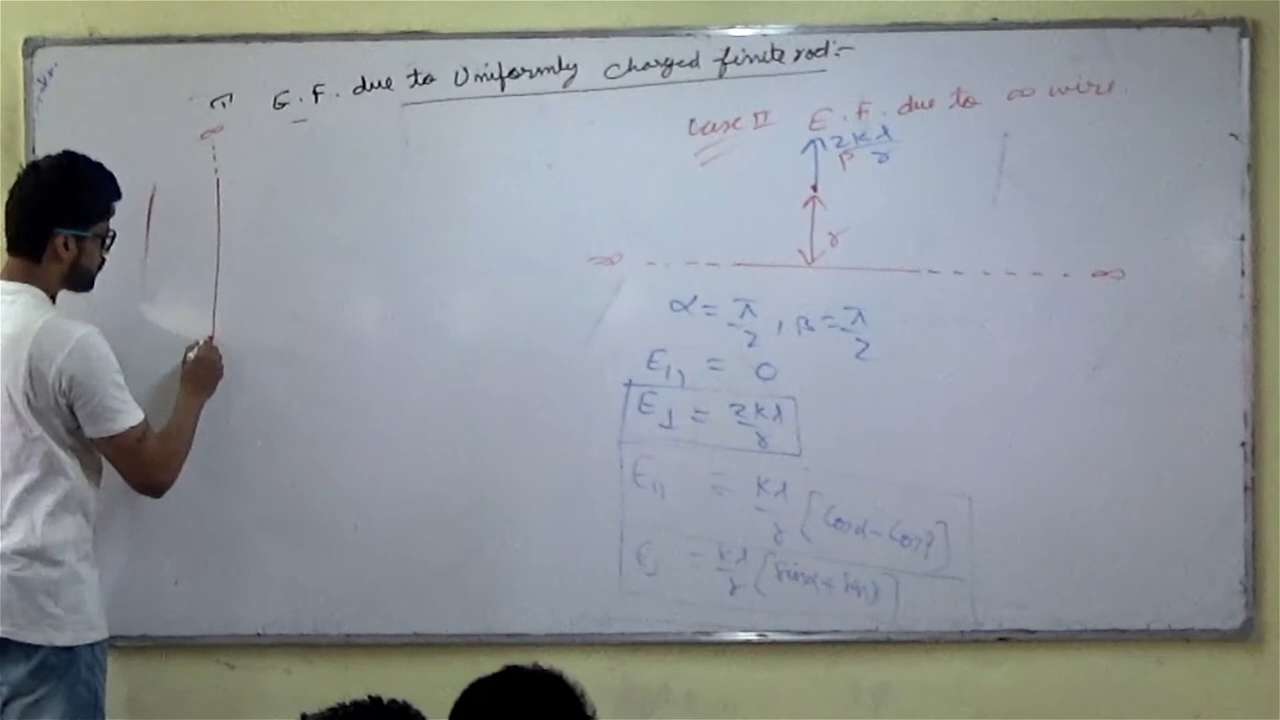 E.F. due to Uniformly Charged finite rod:-
∞
Case II E.F. due to ∞ wire.
2Kλ/r
P
r
∞ ∞
α = π/2 , β = π/2
E|| = 0
E⊥ = 2Kλ/r
E|| = Kλ/r [Cosα - Cosβ]
E⊥ = Kλ/r [Sinα + Sinβ]